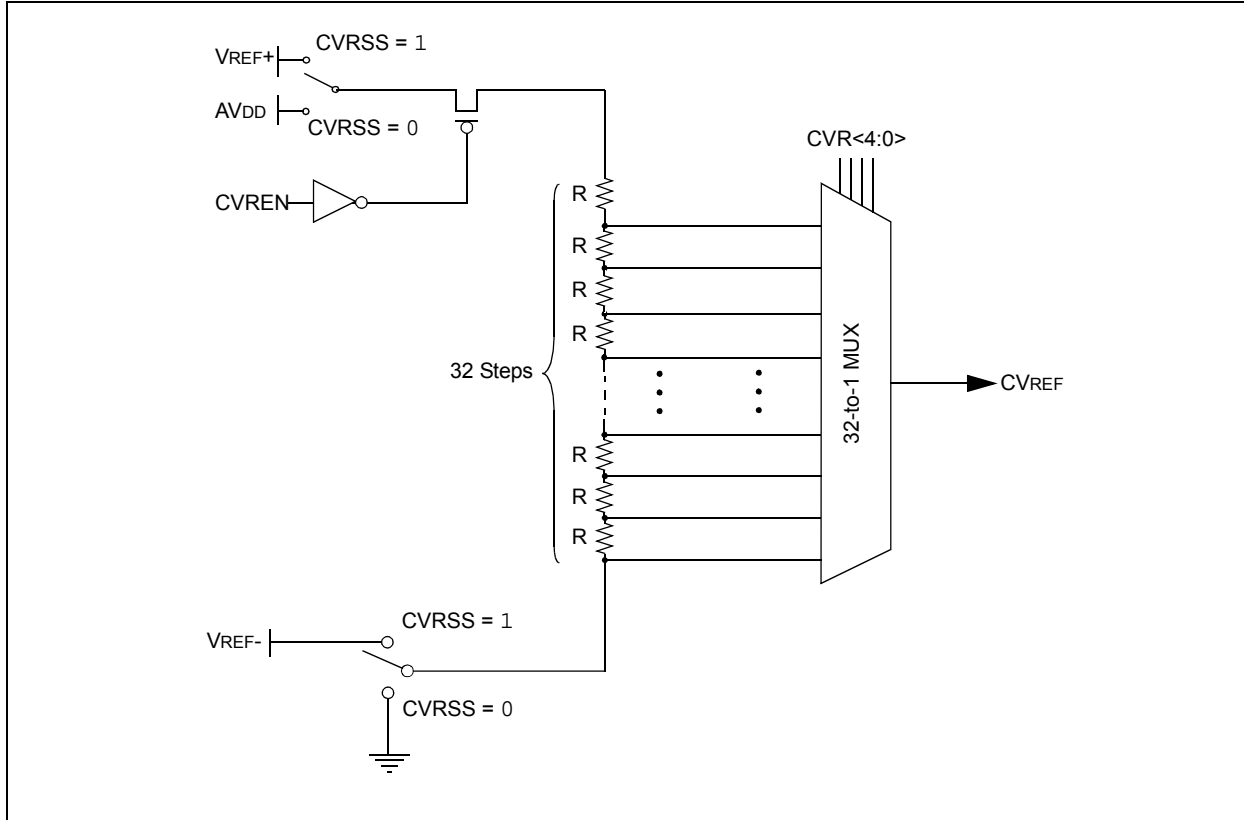 CVRSS = 1
VREF+
AVDD
CVRSS = 0
CVREN
CVR<4:0>
R
R
R
R
32 Steps
32-to-1 MUX
CVREF
R
R
R
CVRSS = 1
VREF-
CVRSS = 0